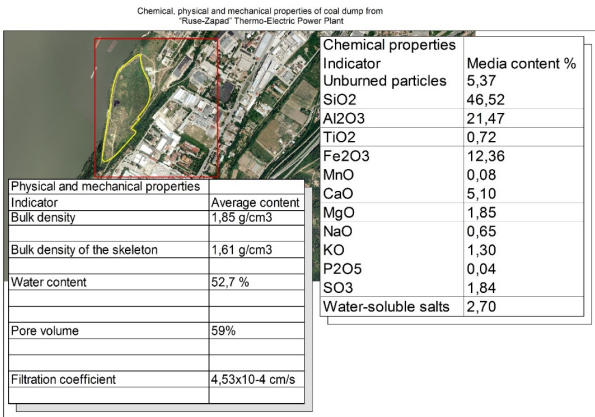 Chemical, physical and mechanical properties of coal dump from
"Ruse-Zapad" Thermo-Electric Power Plant
Chemical properties
Indicator Media content %
Unburned particles 5,37
SiO2 46,52
Al2O3 21,47
TiO2 0,72
Fe2O3 12,36
MnO 0,08
CaO 5,10
MgO 1,85
NaO 0,65
KO 1,30
P2O5 0,04
SO3 1,84
Water-soluble salts 2,70
Physical and mechanical properties
Indicator Average content
Bulk density 1,85 g/cm3
Bulk density of the skeleton 1,61 g/cm3
Water content 52,7 %
Pore volume 59%
Filtration coefficient 4,53x10-4 cm/s